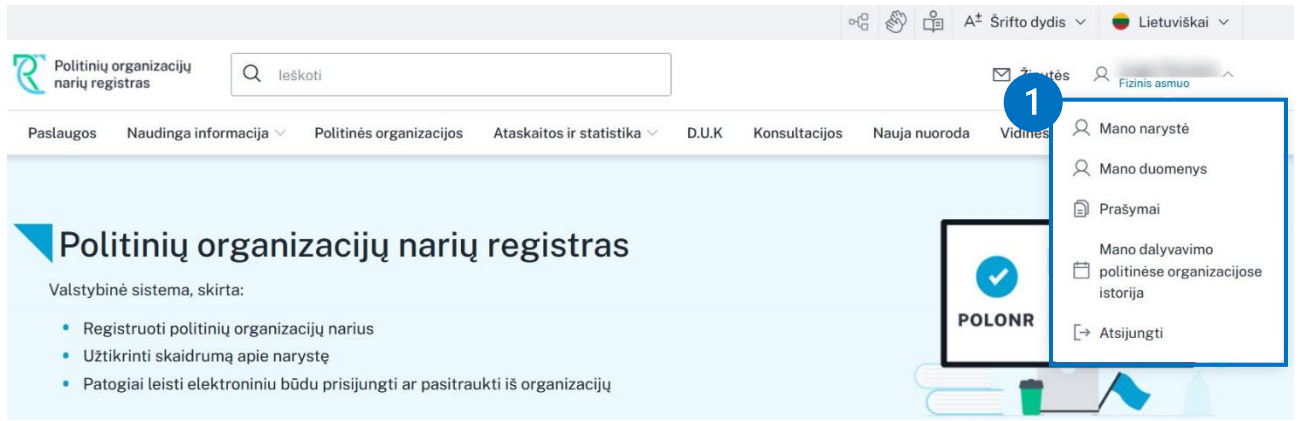 A± Šrifto dydis
Lietuviškai
Politinių organizacijų
narių registras
Ieškoti
Fizinis asmuo
1
Paslaugos Naudinga informacija Politinės organizacijos Ataskaitos ir statistika D.U.K Konsultacijos Nauja nuoroda
Mano narystė
Mano duomenys
Prašymai
Mano dalyvavimo
politinėse organizacijose
istorija
Atsijungti
Politinių organizacijų narių registras
Valstybinė sistema, skirta:
• Registruoti politinių organizacijų narius
• Užtikrinti skaidrumą apie narystę
• Patogiai leisti elektroniniu būdu prisijungti ar pasitraukti iš organizacijų
POLONR